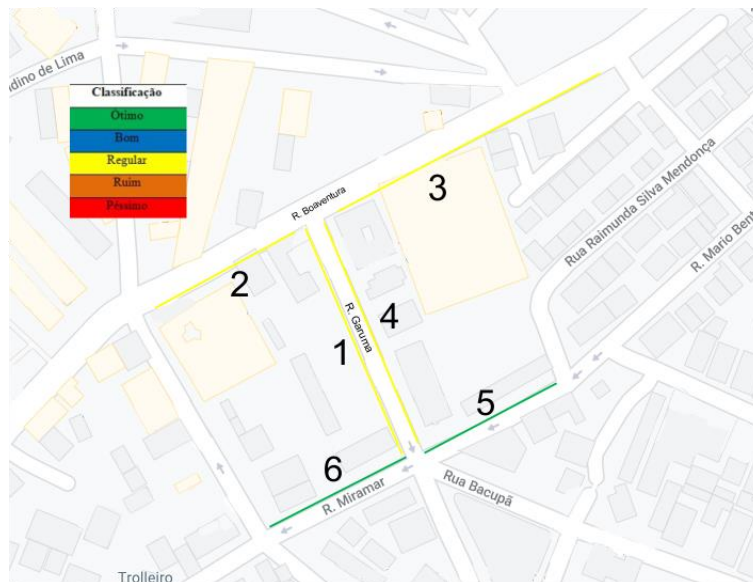 dino de Lima
Classificação
Ótimo
Bom
Regular
Ruim
Péssimo
R. Boaventura
3
Rua Raimunda Silva Mendonça
R. Mario Bent
2
R. Garuma
4
1
5
6
R. Miramar
Rua Bacupã
Trolleiro